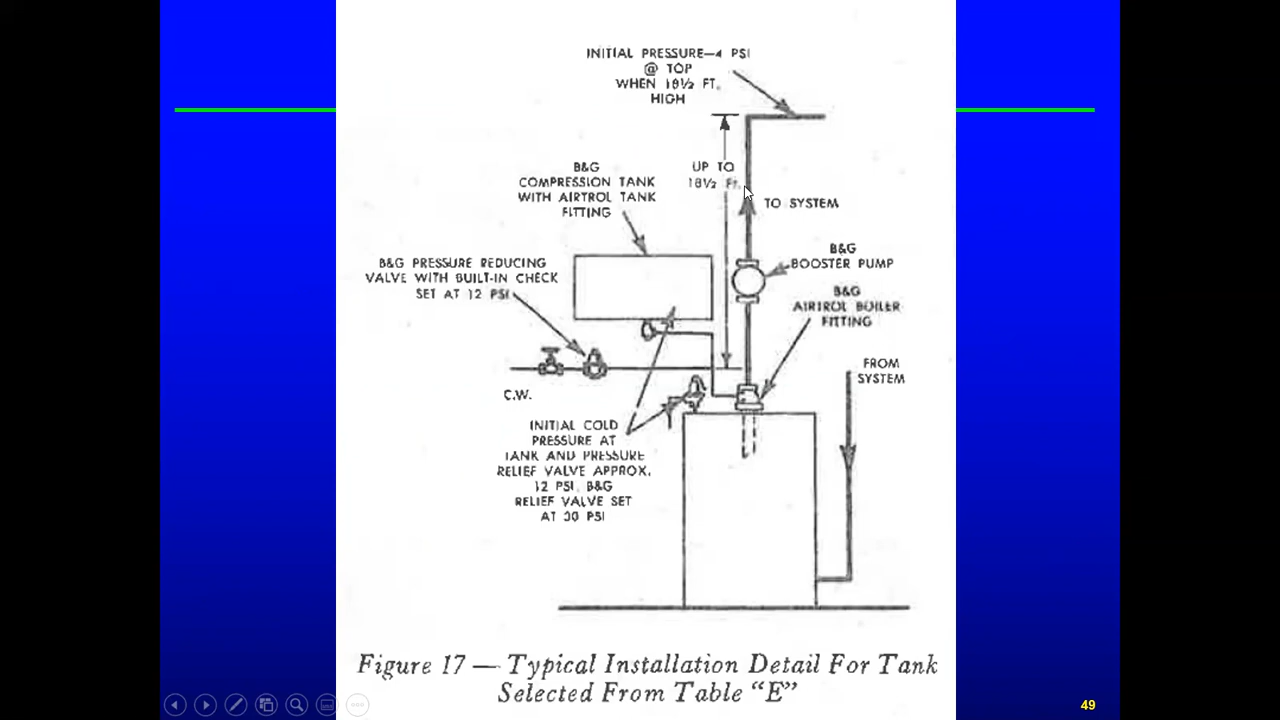 INITIAL PRESSURE—4 PSI
@ TOP
WHEN 18½ FT.
HIGH
B&G
COMPRESSION TANK
WITH AIRTROL TANK
FITTING
UP TO
18½ FT.
TO SYSTEM
B&G PRESSURE REDUCING
VALVE WITH BUILT-IN CHECK
SET AT 12 PSI
B&G
BOOSTER PUMP
B&G
AIRTROL BOILER
FITTING
FROM
SYSTEM
C.W.
INITIAL COLD
PRESSURE AT
TANK AND PRESSURE
RELIEF VALVE APPROX.
12 PSI. B&G
RELIEF VALVE SET
AT 30 PSI
Figure 17 — Typical Installation Detail For Tank
Selected From Table "E"
49